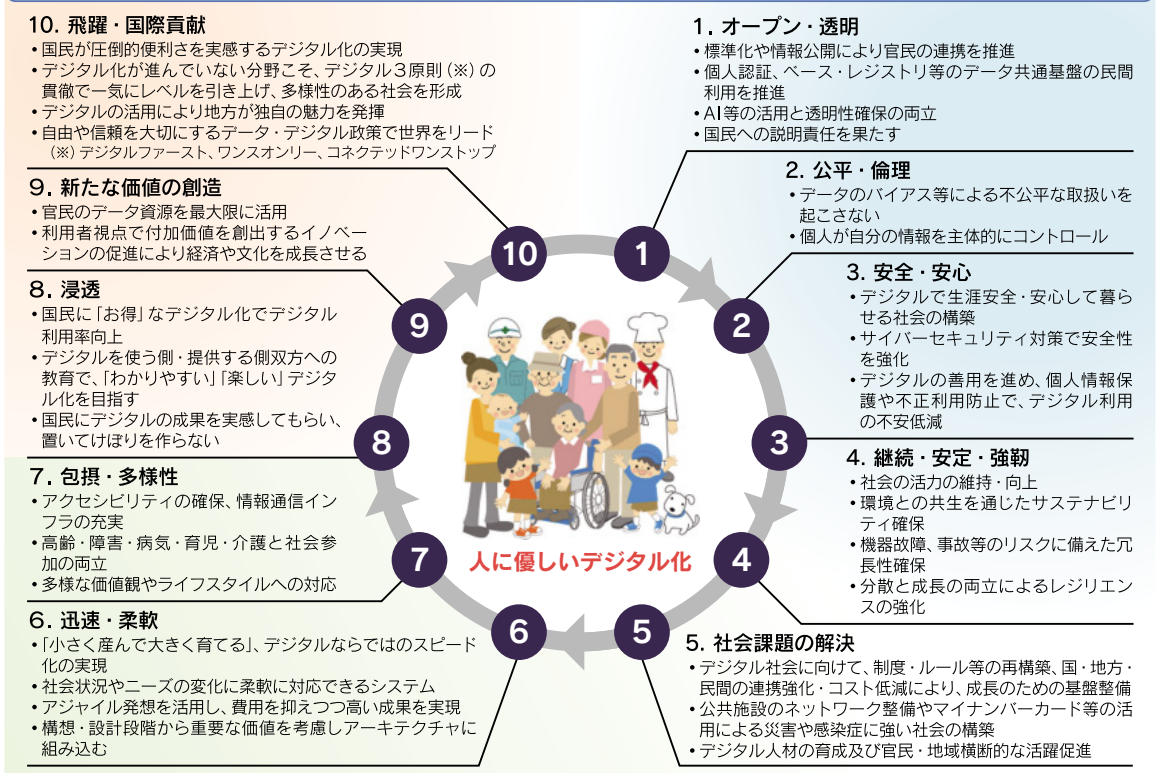 10. 飛躍・国際貢献
・国民が圧倒的便利さを実感するデジタル化の実現
・デジタル化が進んでいない分野こそ、デジタル3原則(※)の
貫徹で一気にレベルを引き上げ、多様性のある社会を形成
・デジタルの活用により地方が独自の魅力を発揮
・自由や信頼を大切にするデータ・デジタル政策で世界をリード
(※)デジタルファースト、ワンスオンリー、コネクテッドワンストップ
9. 新たな価値の創造
・官民のデータ資源を最大限に活用
・利用者視点で付加価値を創出するイノベー
ションの促進により経済や文化を成長させる
8. 浸透
・国民に「お得」なデジタル化でデジタル
利用率向上
・デジタルを使う側・提供する側双方への
教育で、「わかりやすい」「楽しい」デジタ
ル化を目指す
・国民にデジタルの成果を実感してもらい、
置いてけぼりを作らない
7. 包摂・多様性
・アクセシビリティの確保、情報通信イン
フラの充実
・高齢・障害・病気・育児・介護と社会参
加の両立
・多様な価値観やライフスタイルへの対応
6. 迅速・柔軟
・「小さく産んで大きく育てる」、デジタルならではのスピード
化の実現
・社会状況やニーズの変化に柔軟に対応できるシステム
・アジャイル発想を活用し、費用を抑えつつ高い成果を実現
・構想・設計段階から重要な価値を考慮しアーキテクチャに
組み込む
1. オープン・透明
・標準化や情報公開により官民の連携を推進
・個人認証、ベース・レジストリ等のデータ共通基盤の民間
利用を推進
・AI等の活用と透明性確保の両立
・国民への説明責任を果たす
2. 公平・倫理
・データのバイアス等による不公平な取扱いを
起こさない
・個人が自分の情報を主体的にコントロール
3. 安全・安心
・デジタルで生涯安全・安心して暮ら
せる社会の構築
・サイバーセキュリティ対策で安全性
を強化
・デジタルの善用を進め、個人情報保
護や不正利用防止で、デジタル利用
の不安低減
4. 継続・安定・強靭
・社会の活力の維持・向上
・環境との共生を通じたサステナビリ
ティ確保
・機器故障、事故等のリスクに備えた冗
長性確保
・分散と成長の両立によるレジリエン
スの強化
5. 社会課題の解決
・デジタル社会に向けて、制度・ルール等の再構築、国・地方・
民間の連携強化・コスト低減により、成長のための基盤整備
・公共施設のネットワーク整備やマイナンバーカード等の活
用による災害や感染症に強い社会の構築
・デジタル人材の育成及び官民・地域横断的な活躍促進
10
1
9
2
8
3
7
4
6
5
人に優しいデジタル化